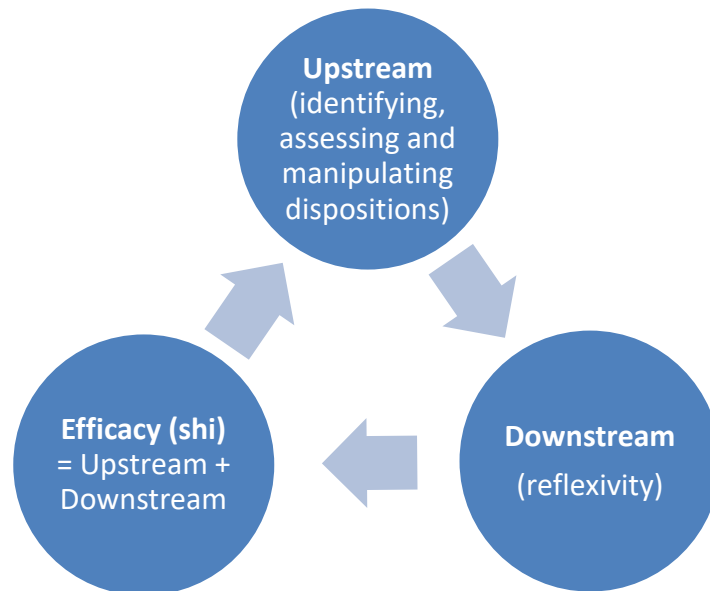 Upstream
(identifying,
assessing and
manipulating
dispositions)
Efficacy (shi)
= Upstream +
Downstream
Downstream
(reflexivity)